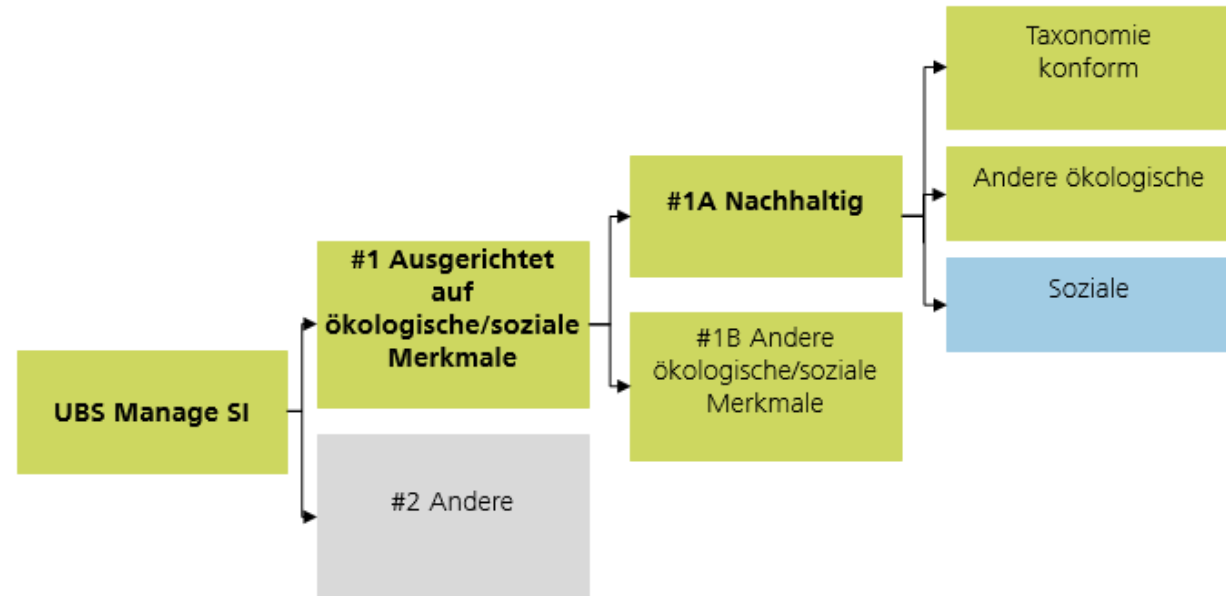 UBS Manage SI
#1 Ausgerichtet
auf
ökologische/soziale
Merkmale
#2 Andere
#1A Nachhaltig
#1B Andere
ökologische/soziale
Merkmale
Taxonomie
konform
Andere ökologische
Soziale